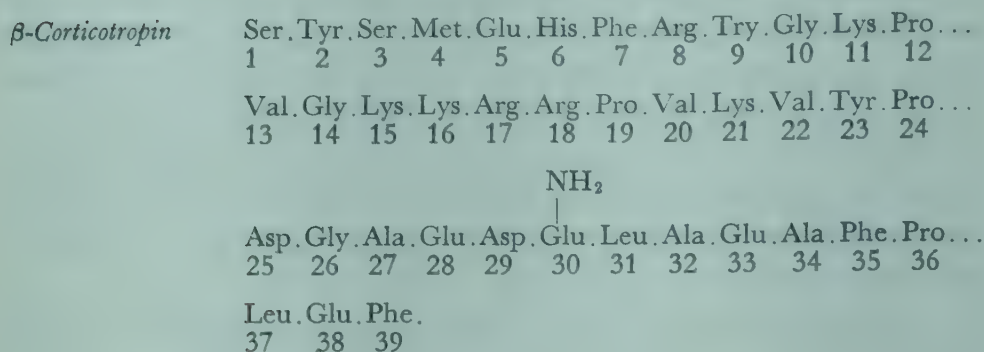 β-Corticotropin Ser.Tyr.Ser.Met.Glu.His.Phe.Arg.Try.Gly.Lys.Pro...
1 2 3 4 5 6 7 8 9 10 11 12
Val.Gly.Lys.Lys.Arg.Arg.Pro.Val.Lys.Val.Tyr.Pro...
13 14 15 16 17 18 19 20 21 22 23 24
NH₂
|
Asp.Gly.Ala.Glu.Asp.Glu.Leu.Ala.Glu.Ala.Phe.Pro...
25 26 27 28 29 30 31 32 33 34 35 36
Leu.Glu.Phe.
37 38 39